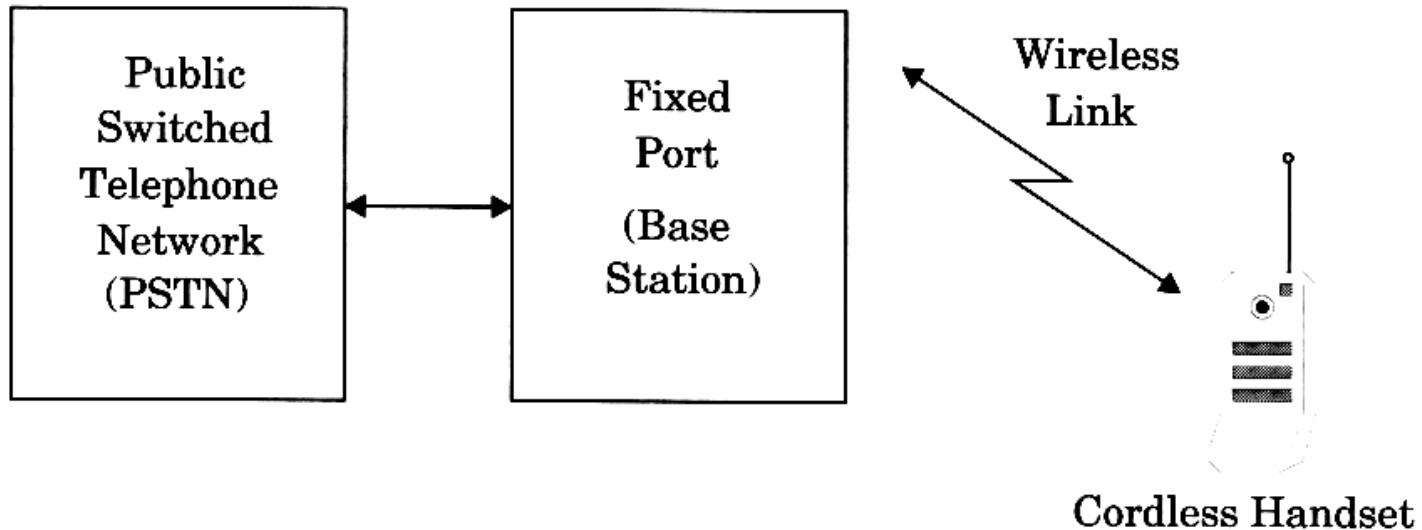 Public
Switched
Telephone
Network
(PSTN)
Fixed
Port
(Base
Station)
Wireless
Link
Cordless Handset